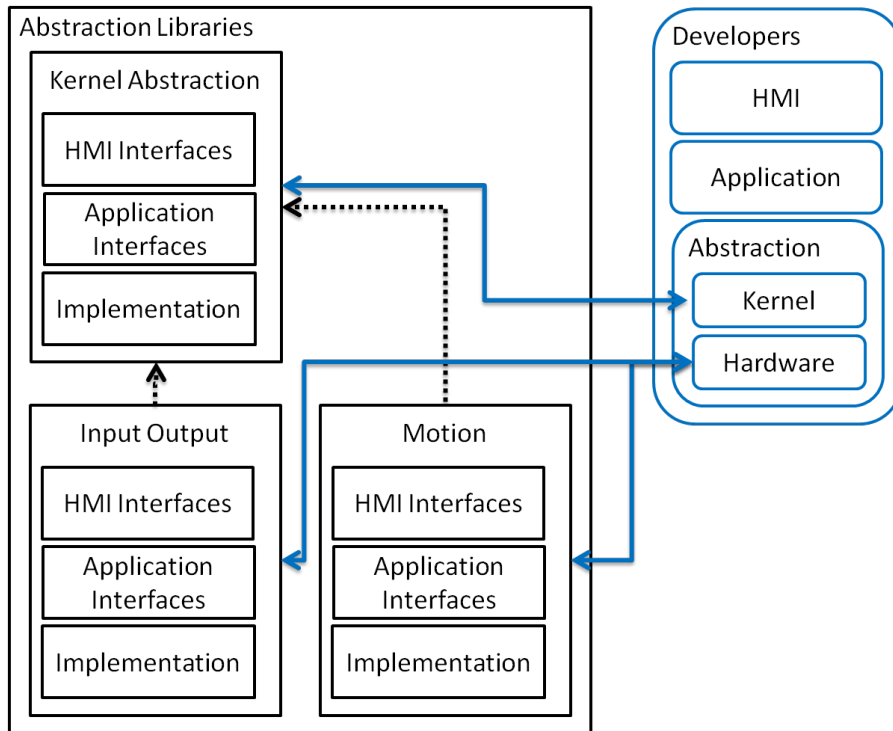 Abstraction Libraries
Kernel Abstraction
HMI Interfaces
Application
Interfaces
Implementation
Input Output
HMI Interfaces
Application
Interfaces
Implementation
Motion
HMI Interfaces
Application
Interfaces
Implementation
Developers
HMI
Application
Abstraction
Kernel
Hardware